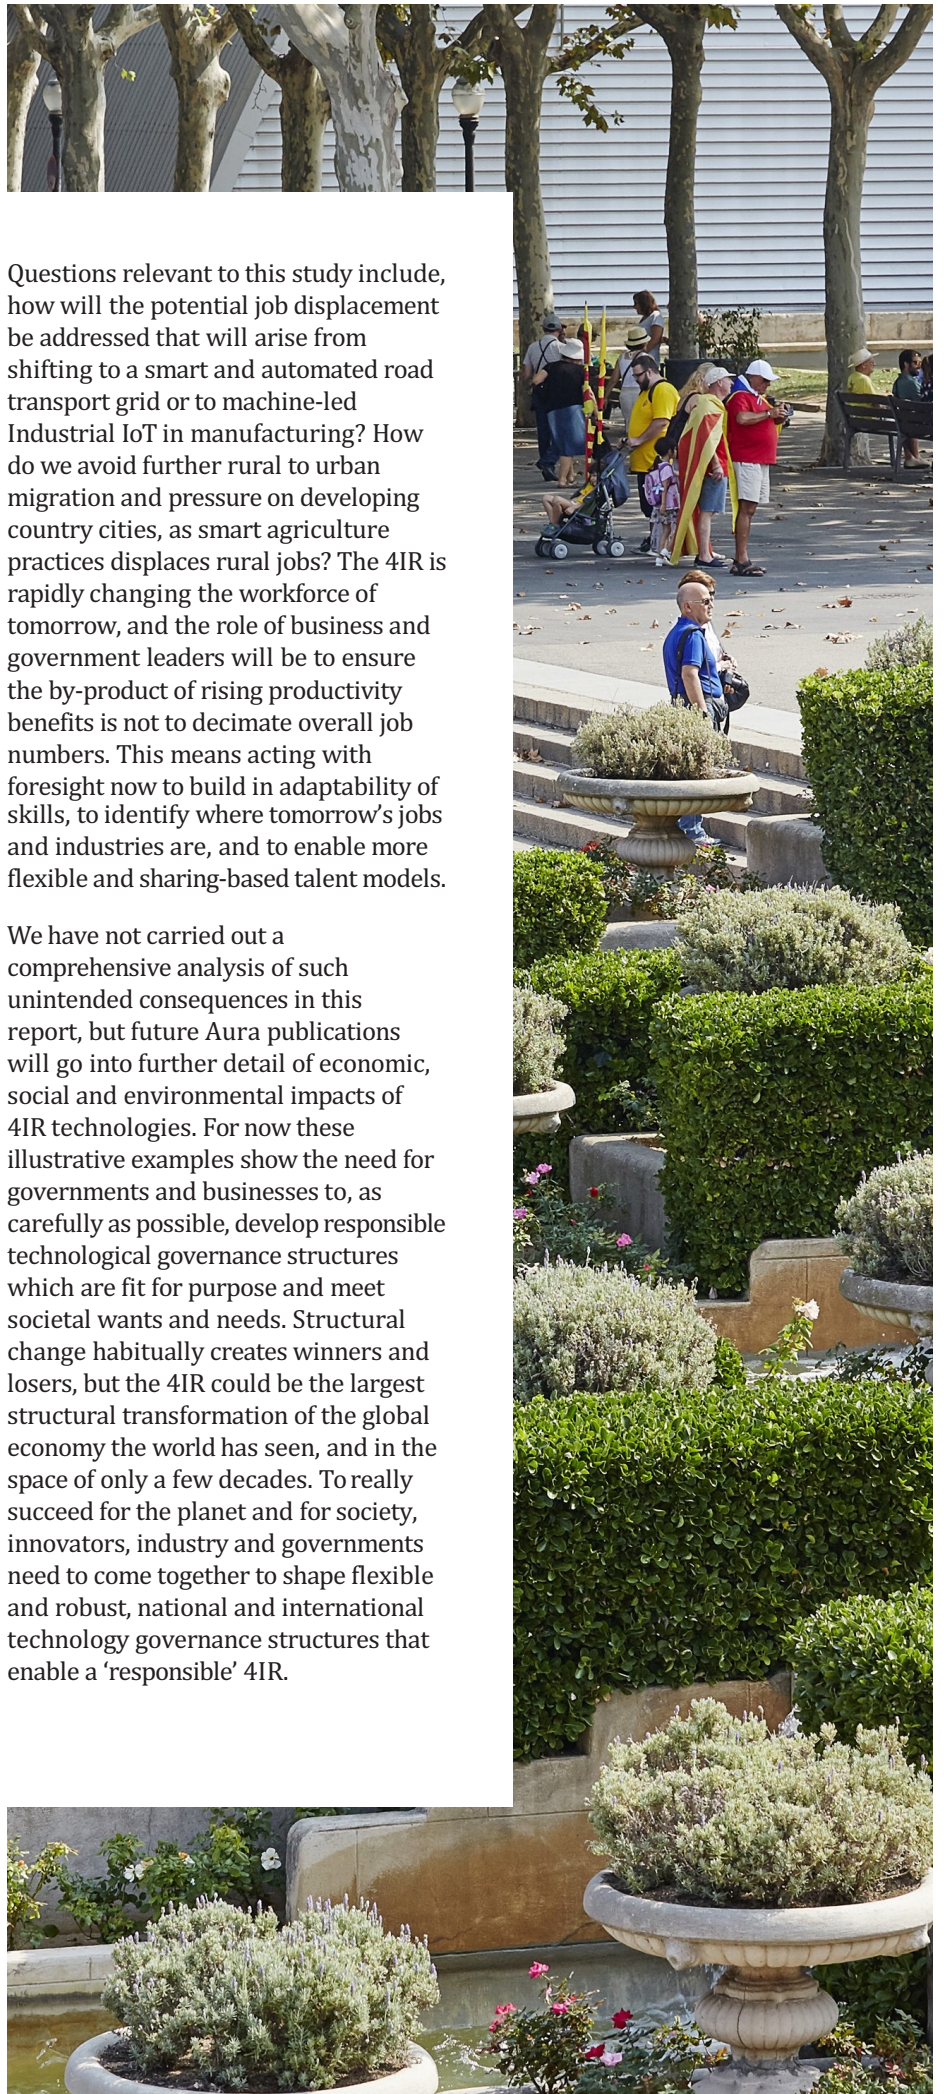 Questions relevant to this study include,
how will the potential job displacement
be addressed that will arise from
shifting to a smart and automated road
transport grid or to machine-led
Industrial IoT in manufacturing? How
do we avoid further rural to urban
migration and pressure on developing
country cities, as smart agriculture
practices displaces rural jobs? The 4IR is
rapidly changing the workforce of
tomorrow, and the role of business and
government leaders will be to ensure
the by-product of rising productivity
benefits is not to decimate overall job
numbers. This means acting with
foresight now to build in adaptability of
skills, to identify where tomorrow’s jobs
and industries are, and to enable more
flexible and sharing-based talent models.
We have not carried out a
comprehensive analysis of such
unintended consequences in this
report, but future Aura publications
will go into further detail of economic,
social and environmental impacts of
4IR technologies. For now these
illustrative examples show the need for
governments and businesses to, as
carefully as possible, develop responsible
technological governance structures
which are fit for purpose and meet
societal wants and needs. Structural
change habitually creates winners and
losers, but the 4IR could be the largest
structural transformation of the global
economy the world has seen, and in the
space of only a few decades. To really
succeed for the planet and for society,
innovators, industry and governments
need to come together to shape flexible
and robust, national and international
technology governance structures that
enable a ‘responsible’ 4IR.